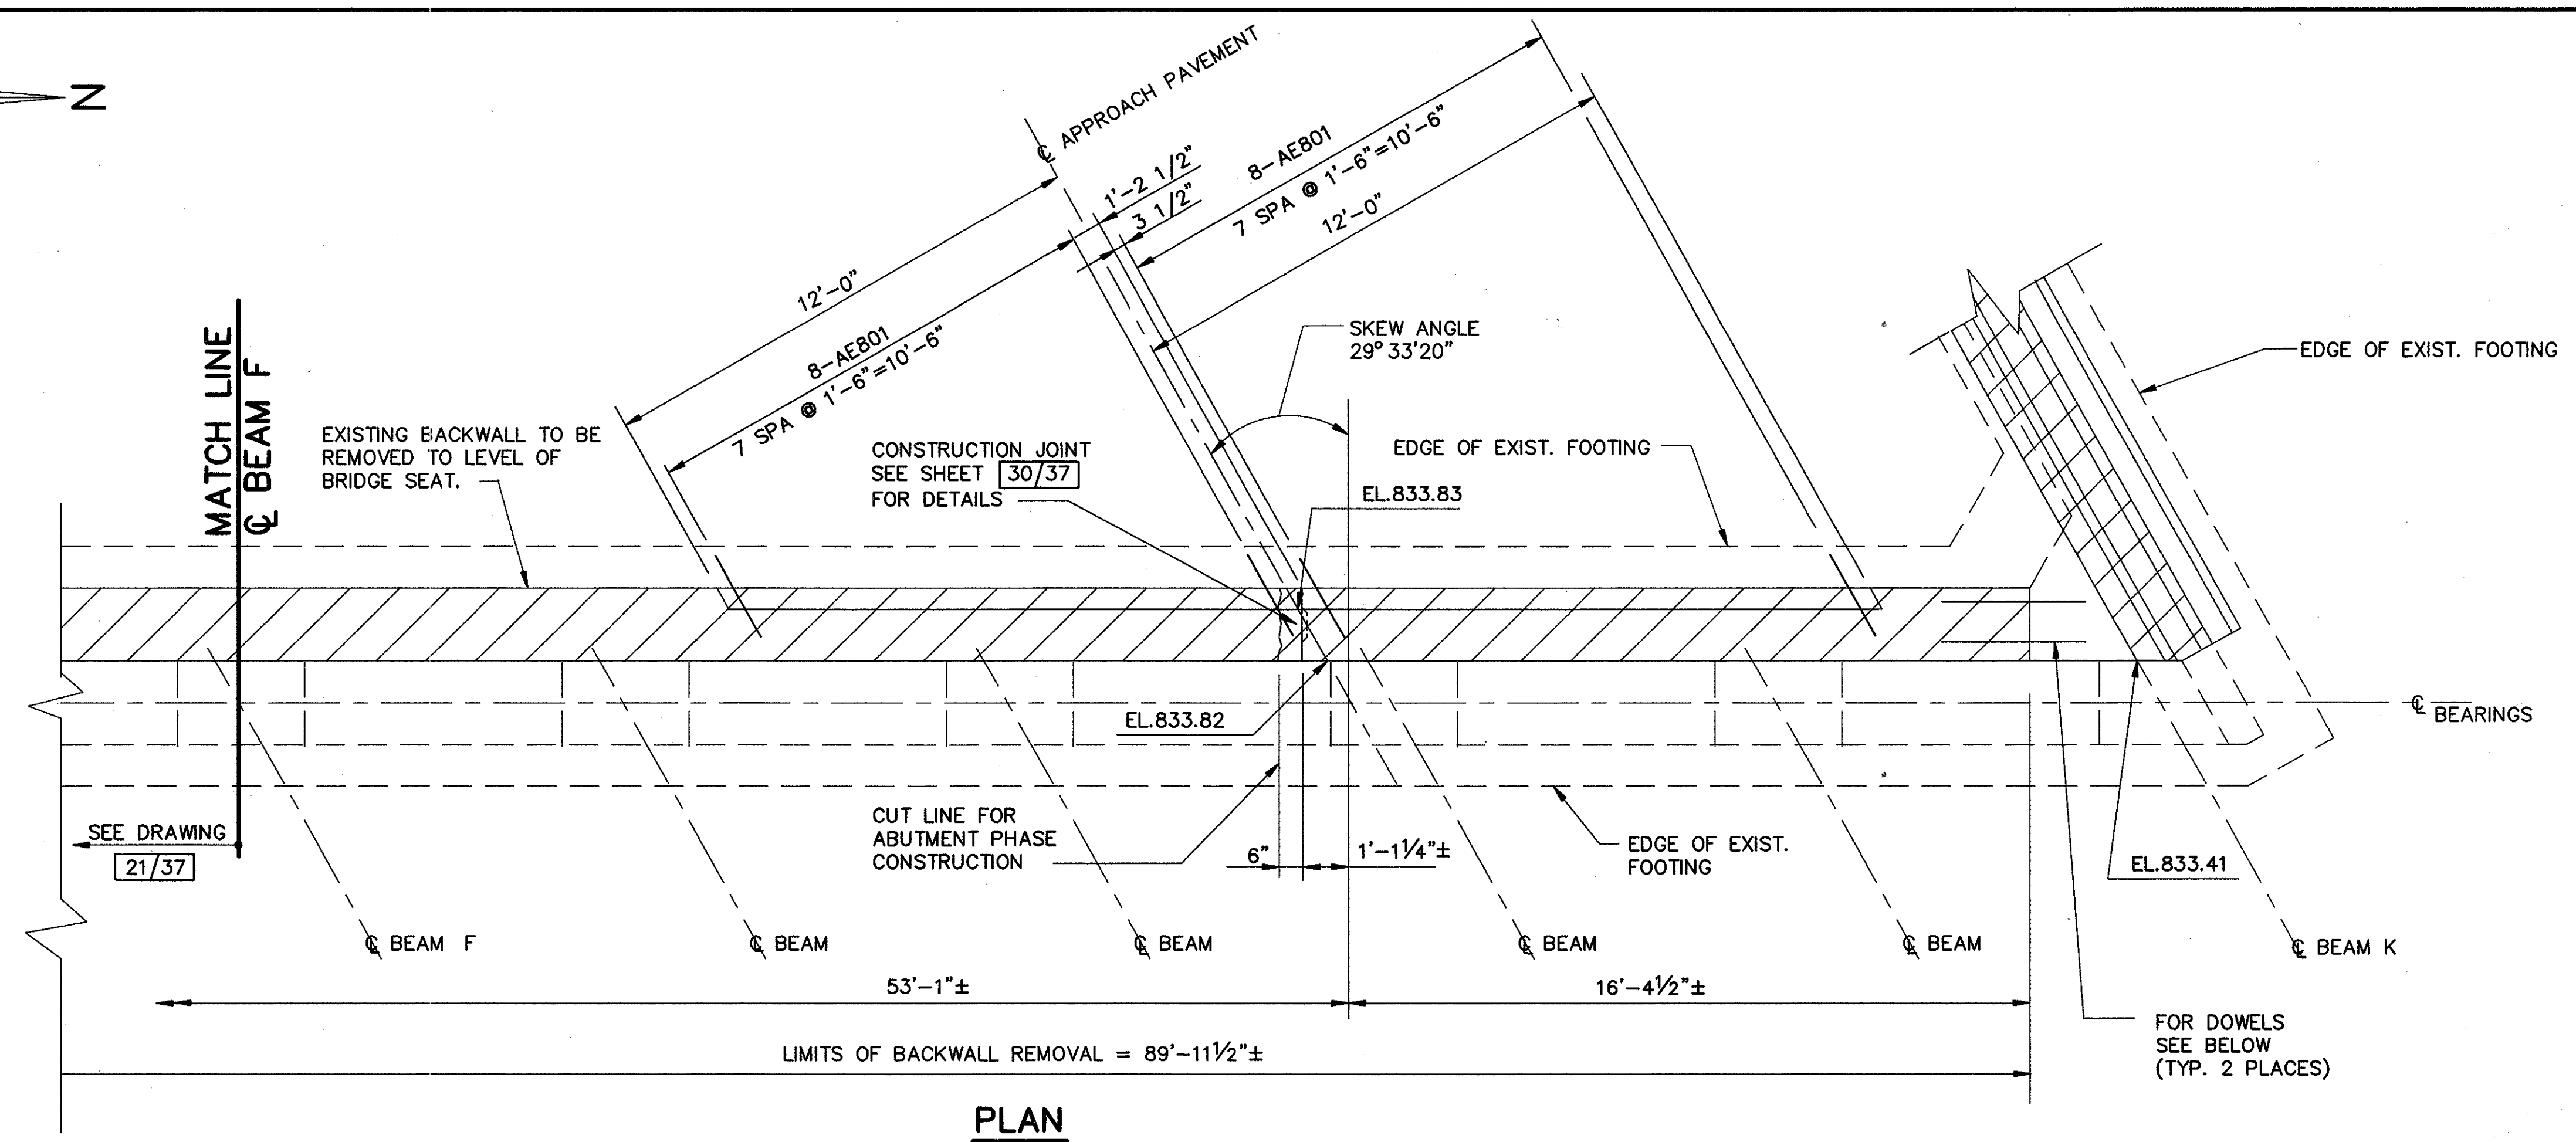 N
℄ APPROACH PAVEMENT
12'-0"
8-AE801
7 SPA @ 1'-6"=10'-6"
1'-2 1/2"
3 1/2"
8-AE801
7 SPA @ 1'-6"=10'-6"
12'-0"
SKEW ANGLE
29° 33'20"
EDGE OF EXIST. FOOTING
MATCH LINE
℄ BEAM F
EXISTING BACKWALL TO BE
REMOVED TO LEVEL OF
BRIDGE SEAT.
CONSTRUCTION JOINT
SEE SHEET 30/37
FOR DETAILS
EDGE OF EXIST. FOOTING
EL.833.83
EL.833.82
℄ BEARINGS
SEE DRAWING
21/37
CUT LINE FOR
ABUTMENT PHASE
CONSTRUCTION
6"
1'-1 1/4"±
EDGE OF EXIST.
FOOTING
EL.833.41
℄ BEAM F
℄ BEAM
℄ BEAM
℄ BEAM
℄ BEAM
℄ BEAM K
53'-1"±
16'-4 1/2"±
FOR DOWELS
SEE BELOW
(TYP. 2 PLACES)
LIMITS OF BACKWALL REMOVAL = 89'-11 1/2"±
PLAN